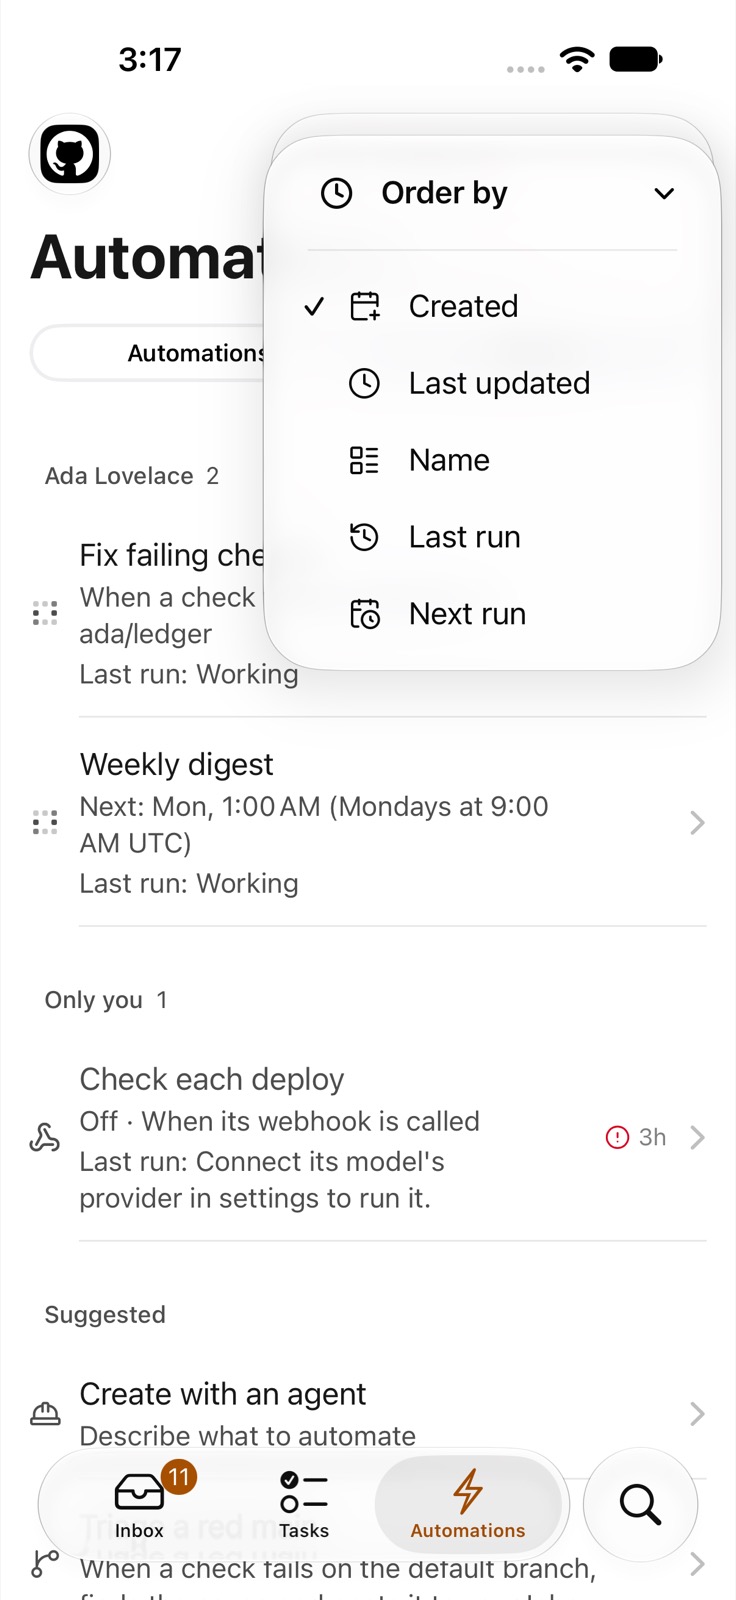 3:17
Order by
Automat
Created
Automations
Last updated
Name
Ada Lovelace 2
Last run
Fix failing che
When a check
ada/ledger
Next run
Last run: Working
Weekly digest
Next: Mon, 1:00 AM (Mondays at 9:00
AM UTC)
Last run: Working
Only you 1
Check each deploy
Off · When its webhook is called
3h
Last run: Connect its model's
provider in settings to run it.
Suggested
Create with an agent
Describe what to automate
11
Inbox
Tasks
Automations
When a check fails on the default branch,